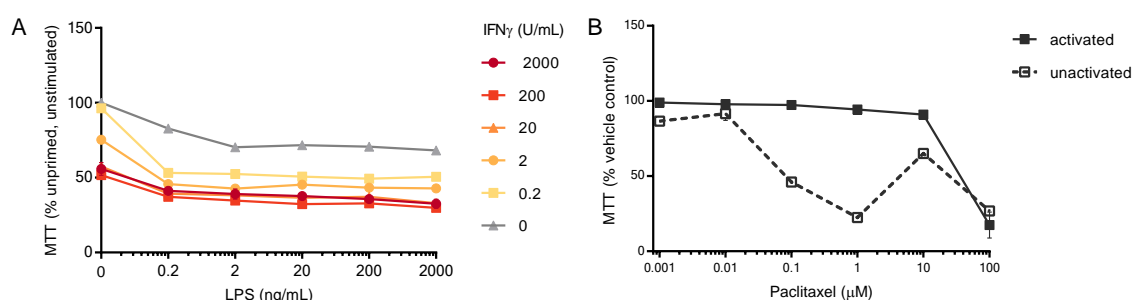 A
MTT (% unprimed, unstimulated)
150
100
50
0
0 0.2 2 20 200 2000
LPS (ng/mL)
IFNγ (U/mL)
2000
200
20
2
0.2
0
B
MTT (% vehicle control)
150
100
50
0
0.001 0.01 0.1 1 10 100
Paclitaxel (μM)
activated
unactivated